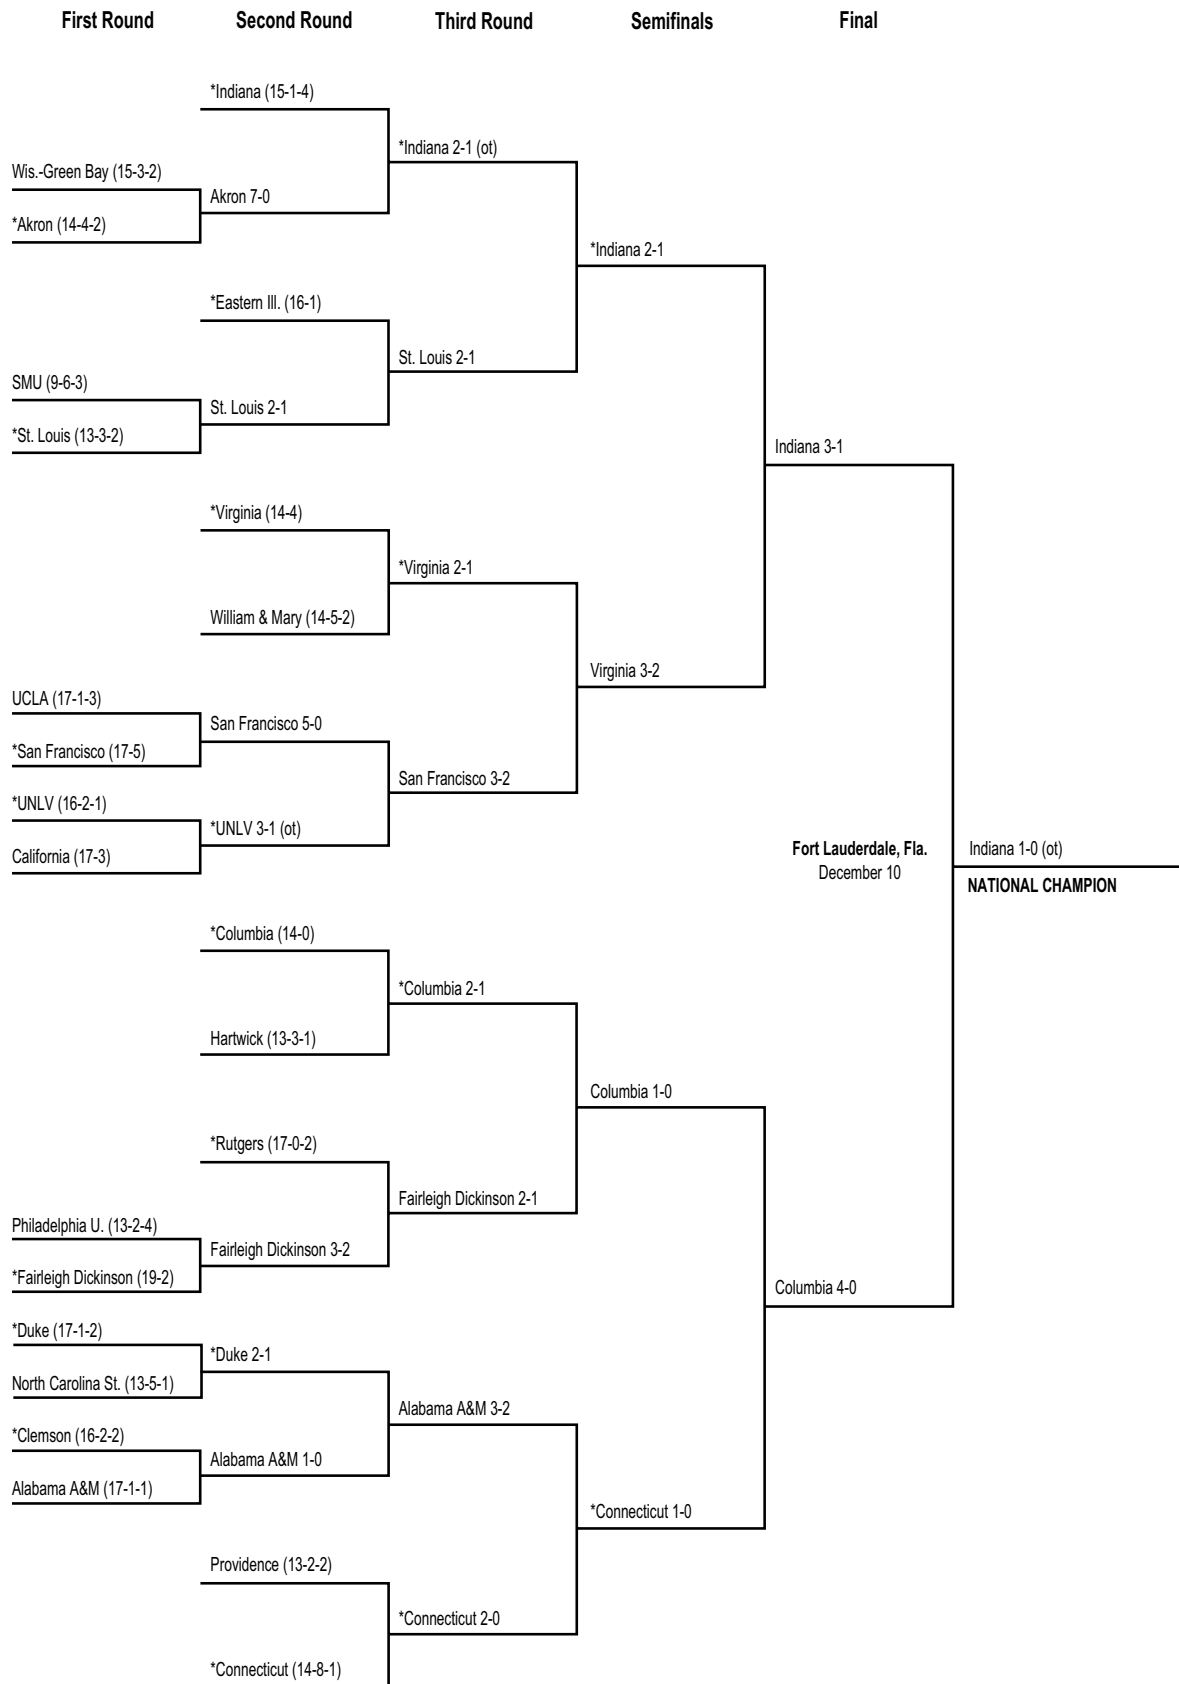 First Round
Second Round
Third Round
Semifinals
Final
*Indiana (15-1-4)
*Indiana 2-1 (ot)
Wis.-Green Bay (15-3-2)
Akron 7-0
*Akron (14-4-2)
*Indiana 2-1
*Eastern Ill. (16-1)
St. Louis 2-1
SMU (9-6-3)
St. Louis 2-1
*St. Louis (13-3-2)
Indiana 3-1
*Virginia (14-4)
*Virginia 2-1
William & Mary (14-5-2)
Virginia 3-2
UCLA (17-1-3)
San Francisco 5-0
*San Francisco (17-5)
San Francisco 3-2
*UNLV (16-2-1)
*UNLV 3-1 (ot)
California (17-3)
Fort Lauderdale, Fla.
December 10
Indiana 1-0 (ot)
NATIONAL CHAMPION
*Columbia (14-0)
*Columbia 2-1
Hartwick (13-3-1)
Columbia 1-0
*Rutgers (17-0-2)
Fairleigh Dickinson 2-1
Philadelphia U. (13-2-4)
Fairleigh Dickinson 3-2
*Fairleigh Dickinson (19-2)
Columbia 4-0
*Duke (17-1-2)
*Duke 2-1
North Carolina St. (13-5-1)
Alabama A&M 3-2
*Clemson (16-2-2)
Alabama A&M 1-0
Alabama A&M (17-1-1)
*Connecticut 1-0
Providence (13-2-2)
*Connecticut 2-0
*Connecticut (14-8-1)